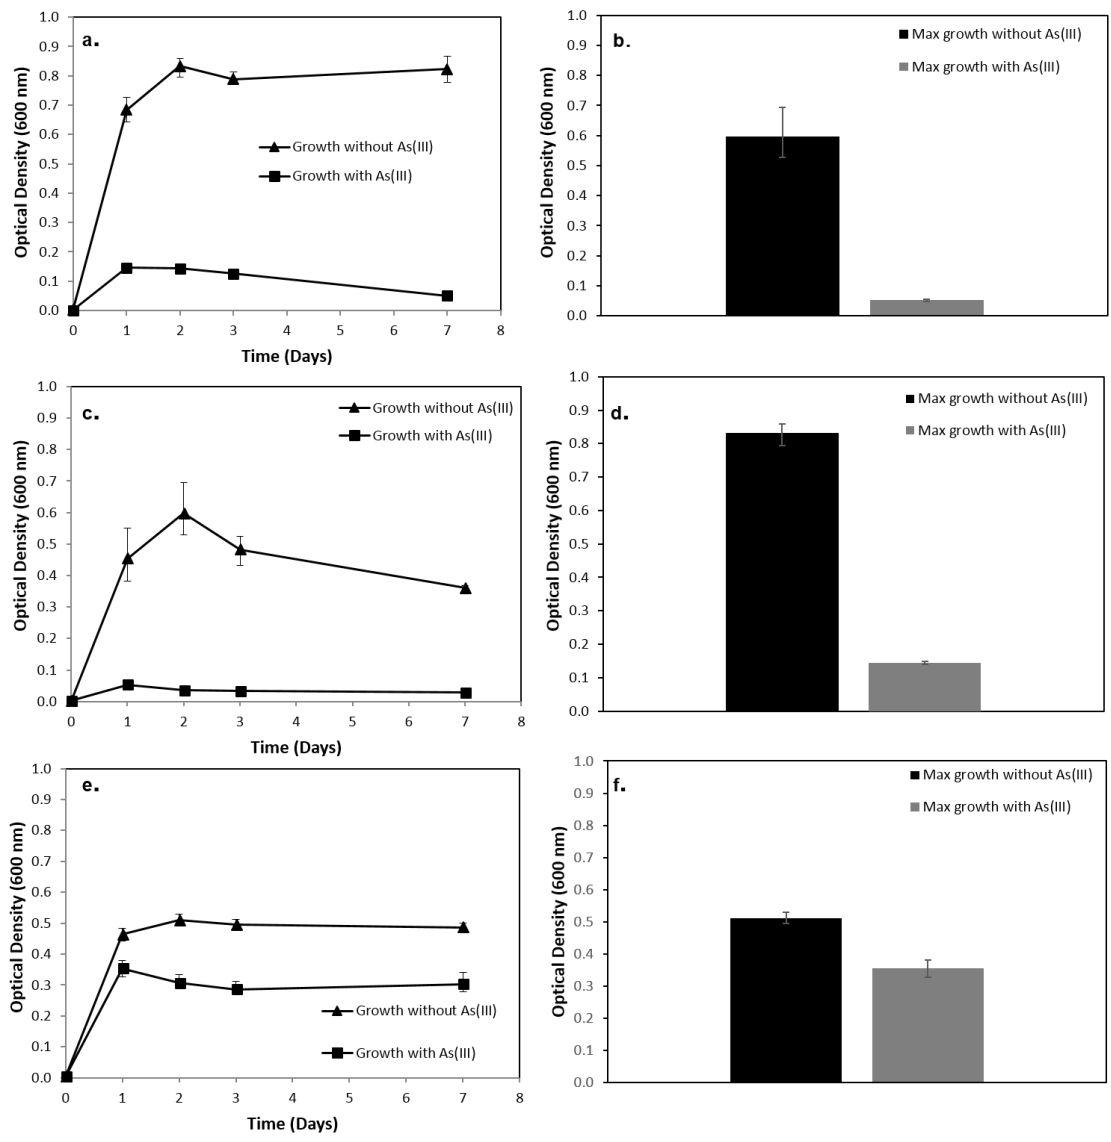 a.
Optical Density (600 nm)
1.0
0.9
0.8
0.7
0.6
0.5
0.4
0.3
0.2
0.1
0.0
Growth without As(III)
Growth with As(III)
0 1 2 3 4 5 6 7 8
Time (Days)
b.
Optical Density (600 nm)
1.0
0.9
0.8
0.7
0.6
0.5
0.4
0.3
0.2
0.1
0.0
Max growth without As(III)
Max growth with As(III)
c.
Optical Density (600 nm)
1.0
0.9
0.8
0.7
0.6
0.5
0.4
0.3
0.2
0.1
0.0
Growth without As(III)
Growth with As(III)
0 1 2 3 4 5 6 7 8
Time (Days)
d.
Optical Density (600 nm)
1.0
0.9
0.8
0.7
0.6
0.5
0.4
0.3
0.2
0.1
0.0
Max growth without As(III)
Max growth with As(III)
e.
Optical Density (600 nm)
1.0
0.9
0.8
0.7
0.6
0.5
0.4
0.3
0.2
0.1
0.0
Growth without As(III)
Growth with As(III)
0 1 2 3 4 5 6 7 8
Time (Days)
f.
Optical Density (600 nm)
1.0
0.9
0.8
0.7
0.6
0.5
0.4
0.3
0.2
0.1
0.0
Max growth without As(III)
Max growth with As(III)